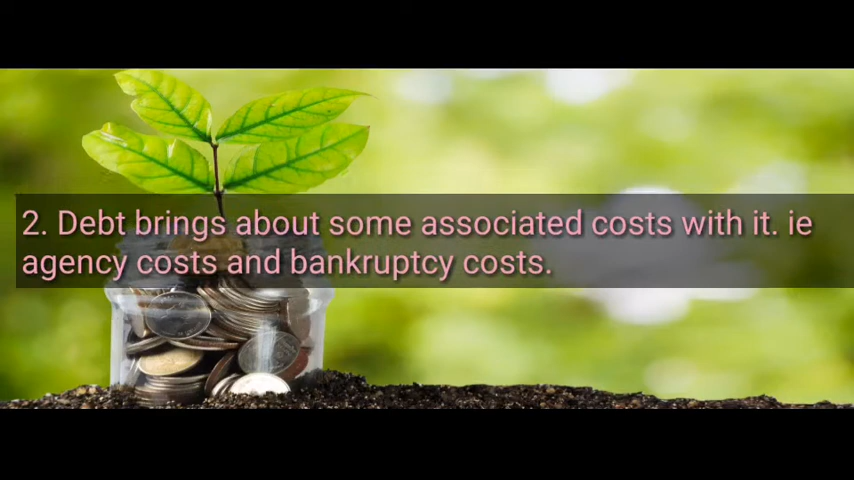 2. Debt brings about some associated costs with it. ie
agency costs and bankruptcy costs.